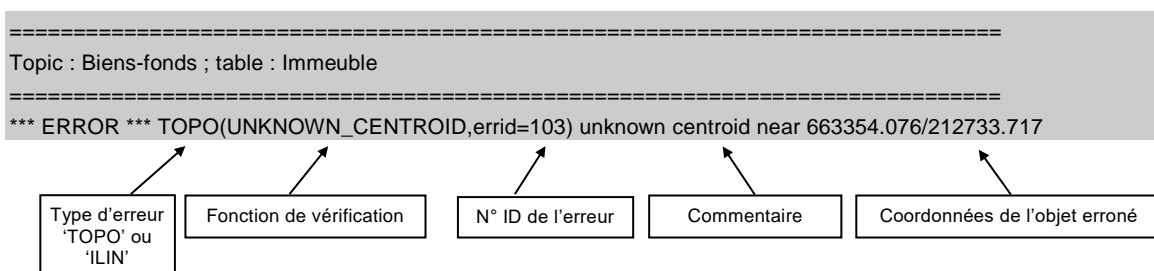 ==============================================================================
Topic : Biens-fonds ; table : Immeuble
==============================================================================
*** ERROR *** TOPO(UNKNOWN_CENTROID,errid=103) unknown centroid near 663354.076/212733.717
Type d’erreur
‘TOPO’ ou
‘ILIN’
Fonction de vérification
N° ID de l’erreur
Commentaire
Coordonnées de l’objet erroné